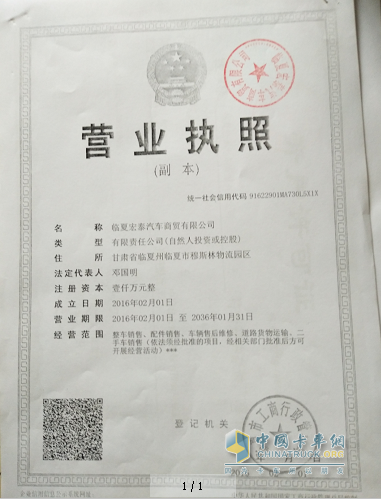 营业执照
(副本)
统一社会信用代码 91622901MA73HL5X1X
名称 临夏宏泰汽车商贸有限公司
类型 有限责任公司(自然人投资或控股)
住所 甘肃省临夏州临夏市穆斯林物流园区
法定代表人 邓国明
注册资本 壹仟万元整
成立日期 2016年02月01日
营业期限 2016年02月01日 至 2036年01月31日
经营范围 整车销售、配件销售、车辆售后维修、道路货物运输、二
手车销售(依法须经批准的项目,经相关部门批准后方可
开展经营活动)***
登记机关
中国卡车网
1 / 1